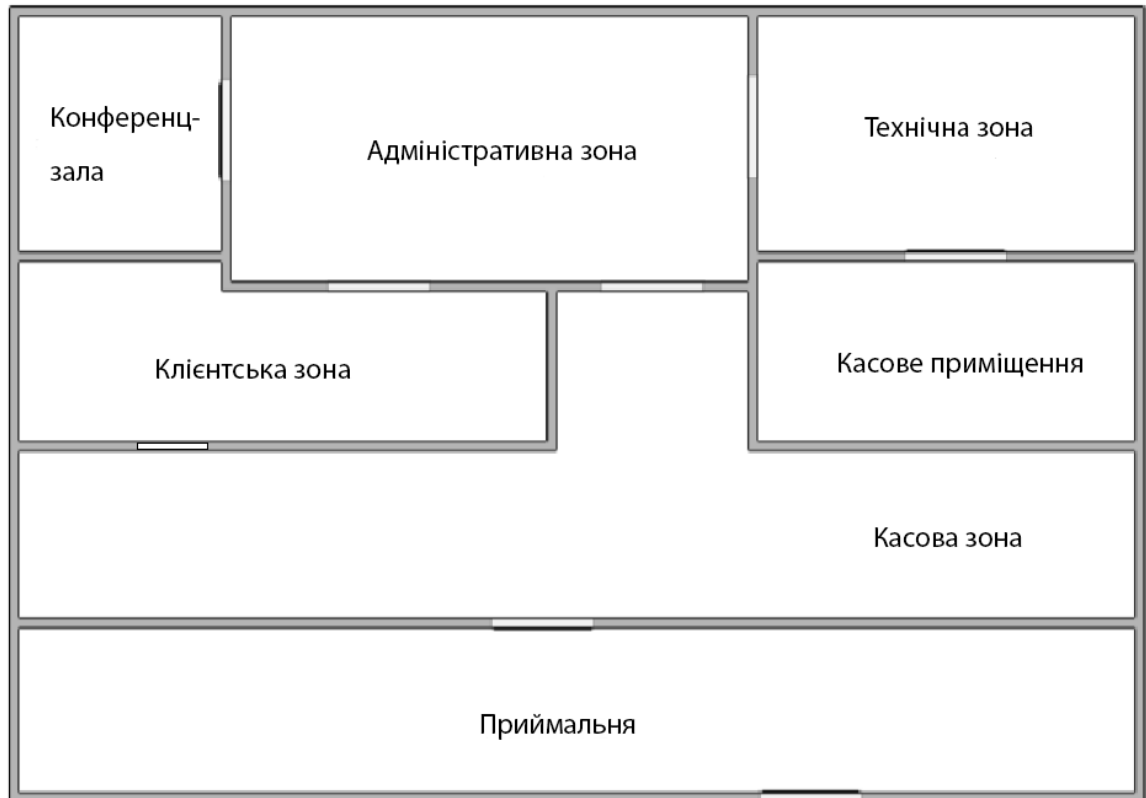 Конференц-
зала
Адміністративна зона
Технічна зона
Клієнтська зона
Касове приміщення
Касова зона
Приймальня